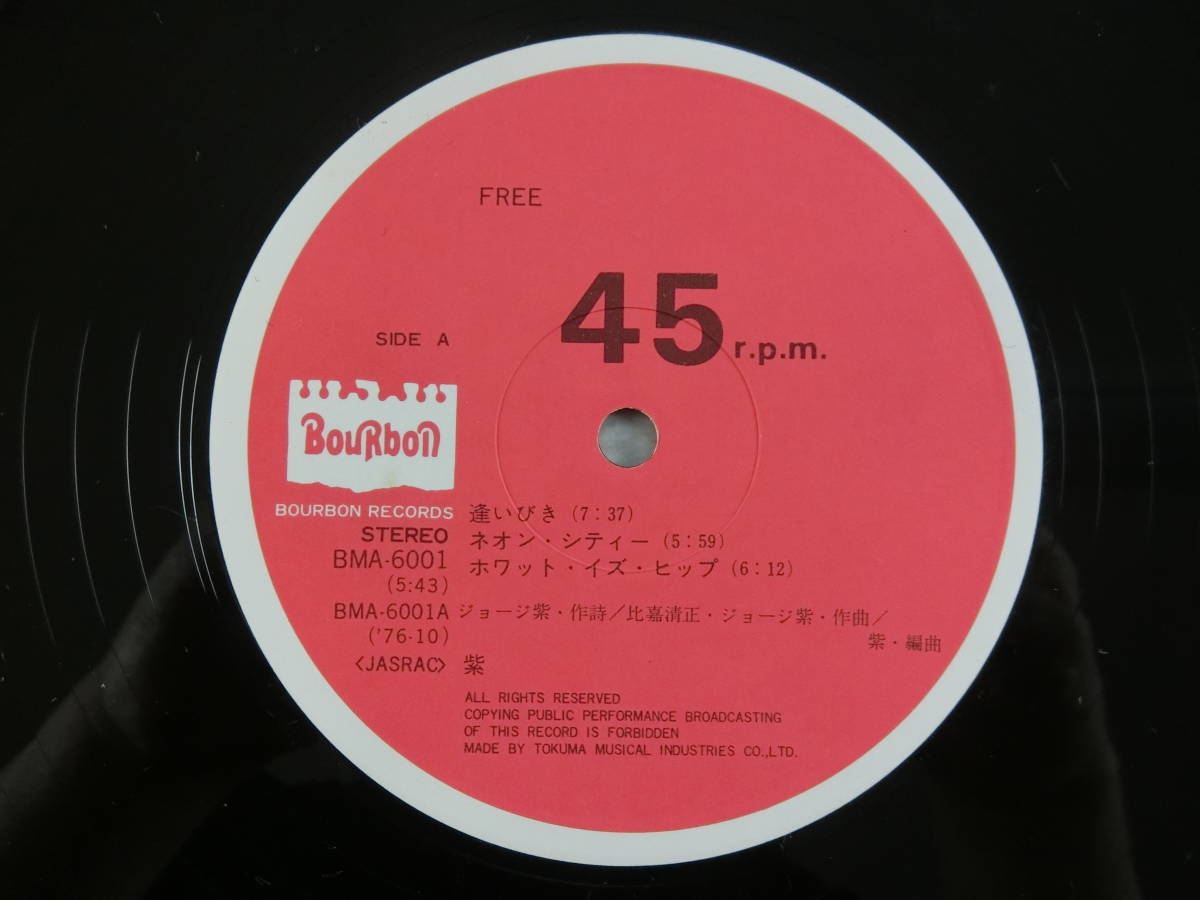 FREE
45 r.p.m.
SIDE A
BouRbon
BOURBON RECORDS
STEREO
BMA-6001
(5:43)
BMA-6001A
('76-10)
〈JASRAC〉
逢いびき (7:37)
ネオン・シティー (5:59)
ホワット・イズ・ヒップ (6:12)
ジョージ紫・作詩/比嘉清正・ジョージ紫・作曲/
紫・編曲
紫
ALL RIGHTS RESERVED
COPYING PUBLIC PERFORMANCE BROADCASTING
OF THIS RECORD IS FORBIDDEN
MADE BY TOKUMA MUSICAL INDUSTRIES CO.,LTD.